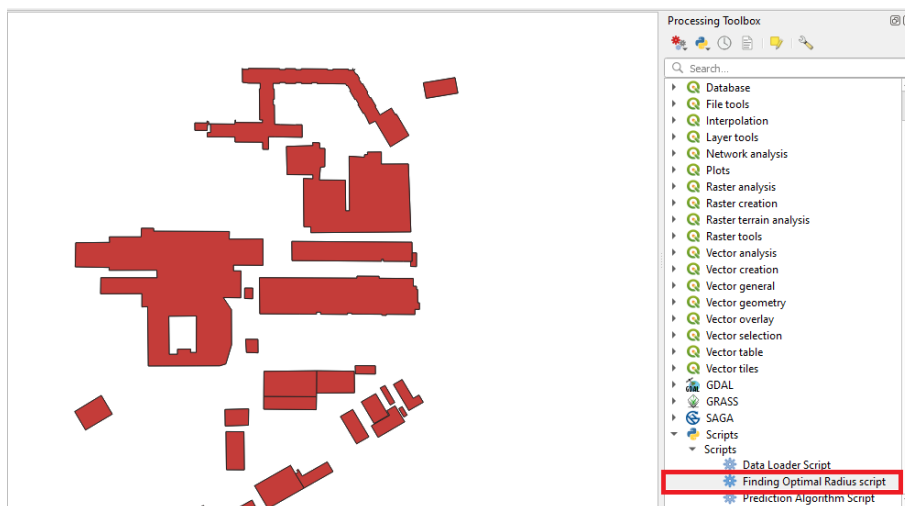 Processing Toolbox
Search...
Database
File tools
Interpolation
Layer tools
Network analysis
Plots
Raster analysis
Raster creation
Raster terrain analysis
Raster tools
Vector analysis
Vector creation
Vector general
Vector geometry
Vector overlay
Vector selection
Vector table
Vector tiles
GDAL
GRASS
SAGA
Scripts
Scripts
Data Loader Script
Finding Optimal Radius script
Prediction Algorithm Script